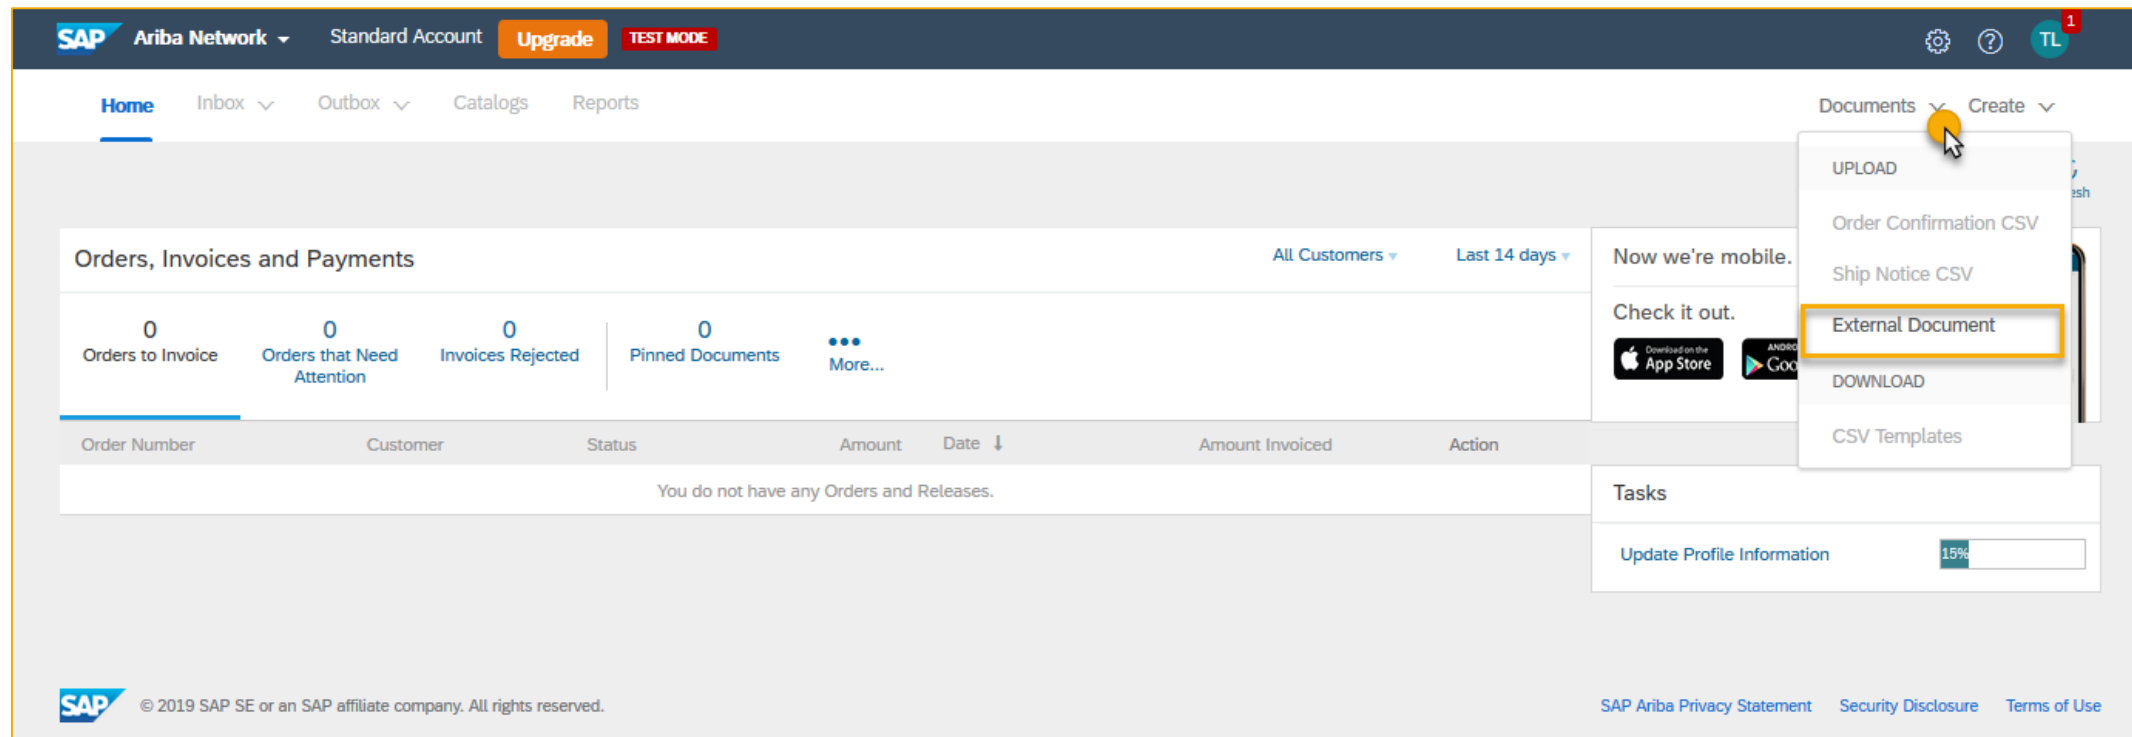 SAP Ariba Network Standard Account Upgrade TEST MODE TL 1
Home Inbox Outbox Catalogs Reports Documents Create
UPLOAD
Order Confirmation CSV
Ship Notice CSV
External Document
DOWNLOAD
CSV Templates
Orders, Invoices and Payments All Customers Last 14 days
0 Orders to Invoice
0 Orders that Need
Attention
0 Invoices Rejected
0 Pinned Documents
More...
Order Number Customer Status Amount Date Amount Invoiced Action
You do not have any Orders and Releases.
Now we're mobile.
Check it out.
Download on the
App Store
Tasks
Update Profile Information 15%
SAP © 2019 SAP SE or an SAP affiliate company. All rights reserved. SAP Ariba Privacy Statement Security Disclosure Terms of Use